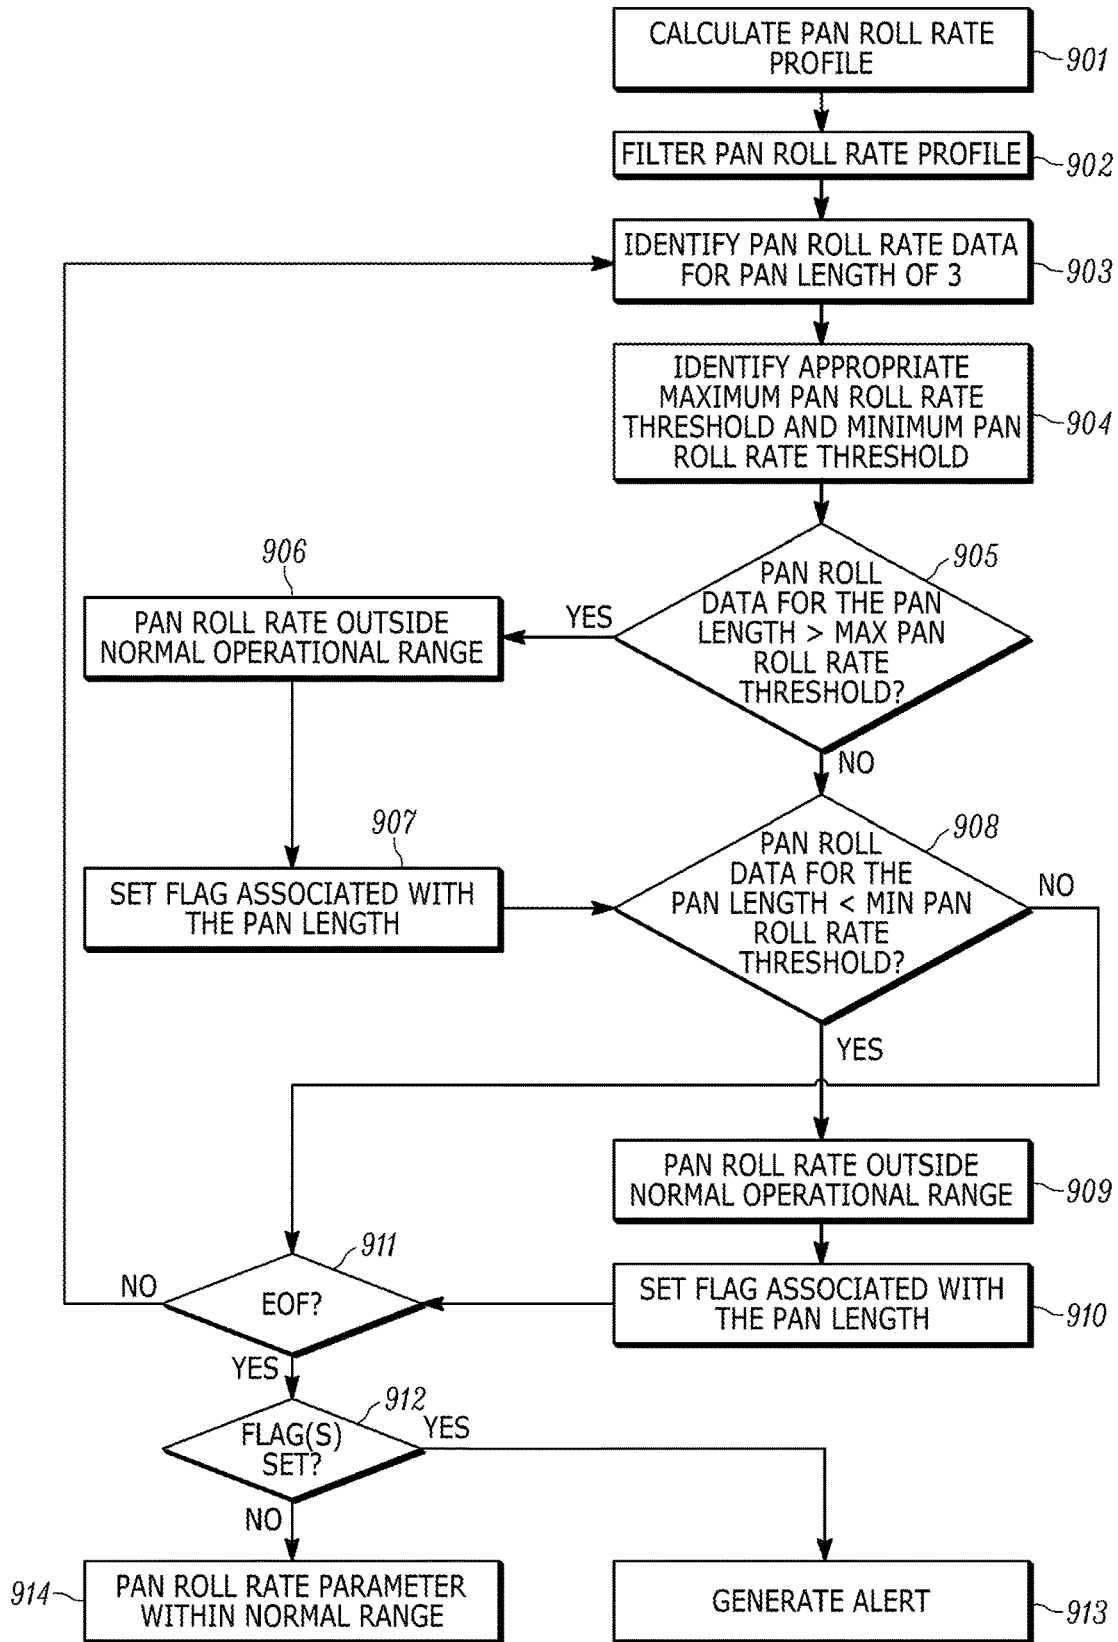 CALCULATE PAN ROLL RATE
PROFILE
901
FILTER PAN ROLL RATE PROFILE
902
IDENTIFY PAN ROLL RATE DATA
FOR PAN LENGTH OF 3
903
IDENTIFY APPROPRIATE
MAXIMUM PAN ROLL RATE
THRESHOLD AND MINIMUM PAN
ROLL RATE THRESHOLD
904
905
PAN ROLL
DATA FOR THE PAN
LENGTH > MAX PAN
ROLL RATE
THRESHOLD?
YES
NO
906
PAN ROLL RATE OUTSIDE
NORMAL OPERATIONAL RANGE
907
SET FLAG ASSOCIATED WITH
THE PAN LENGTH
908
PAN ROLL
DATA FOR THE
PAN LENGTH < MIN PAN
ROLL RATE
THRESHOLD?
NO
YES
PAN ROLL RATE OUTSIDE
NORMAL OPERATIONAL RANGE
909
SET FLAG ASSOCIATED WITH
THE PAN LENGTH
910
911
EOF?
NO
YES
912
FLAG(S)
SET?
YES
NO
GENERATE ALERT
913
914
PAN ROLL RATE PARAMETER
WITHIN NORMAL RANGE